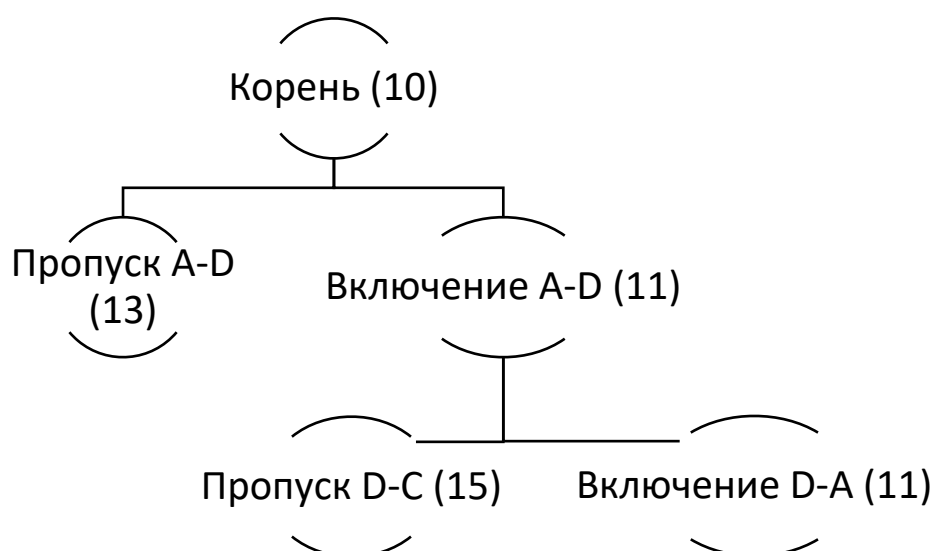 Корень (10)
Пропуск A-D
(13)
Включение A-D (11)
Пропуск D-C (15)
Включение D-A (11)